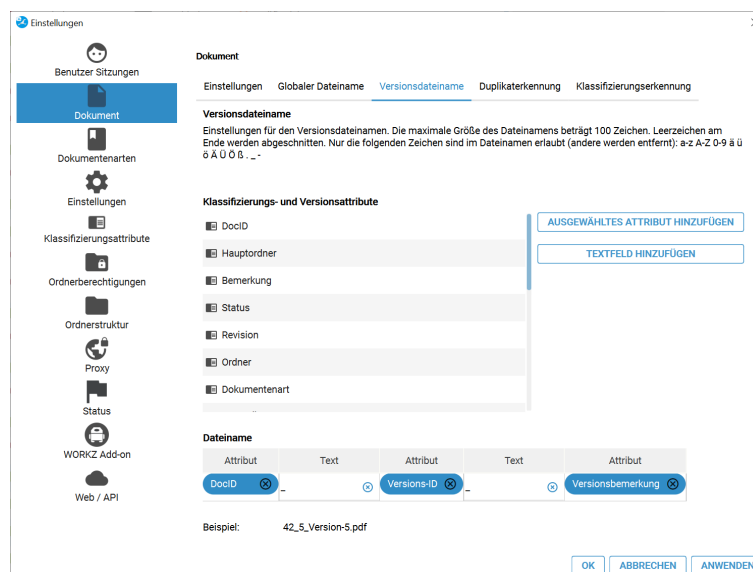 Einstellungen
Benutzer Sitzungen
Dokument
Dokumentenarten
Einstellungen
Klassifizierungsattribute
Ordnerberechtigungen
Ordnerstruktur
Proxy
Status
WORKZ Add-on
Web / API
Dokument
Einstellungen Globaler Dateiname Versionsdateiname Duplikaterkennung Klassifizierungserkennung
Versionsdateiname
Einstellungen für den Versionsdateinamen. Die maximale Größe des Dateinamens beträgt 100 Zeichen. Leerzeichen am
Ende werden abgeschnitten. Nur die folgenden Zeichen sind im Dateinamen erlaubt (andere werden entfernt): a-z A-Z 0-9 ä ü
ö Ä Ü Ö ß . _ -
Klassifizierungs- und Versionsattribute
DocID
Hauptordner
Bemerkung
Status
Revision
Ordner
Dokumentenart
AUSGEWÄHLTES ATTRIBUT HINZUFÜGEN
TEXTFELD HINZUFÜGEN
Dateiname
Attribut Text Attribut Text Attribut
DocID _ Versions-ID _ Versionsbemerkung
Beispiel: 42_5_Version-5.pdf
OK ABBRECHEN ANWENDEN